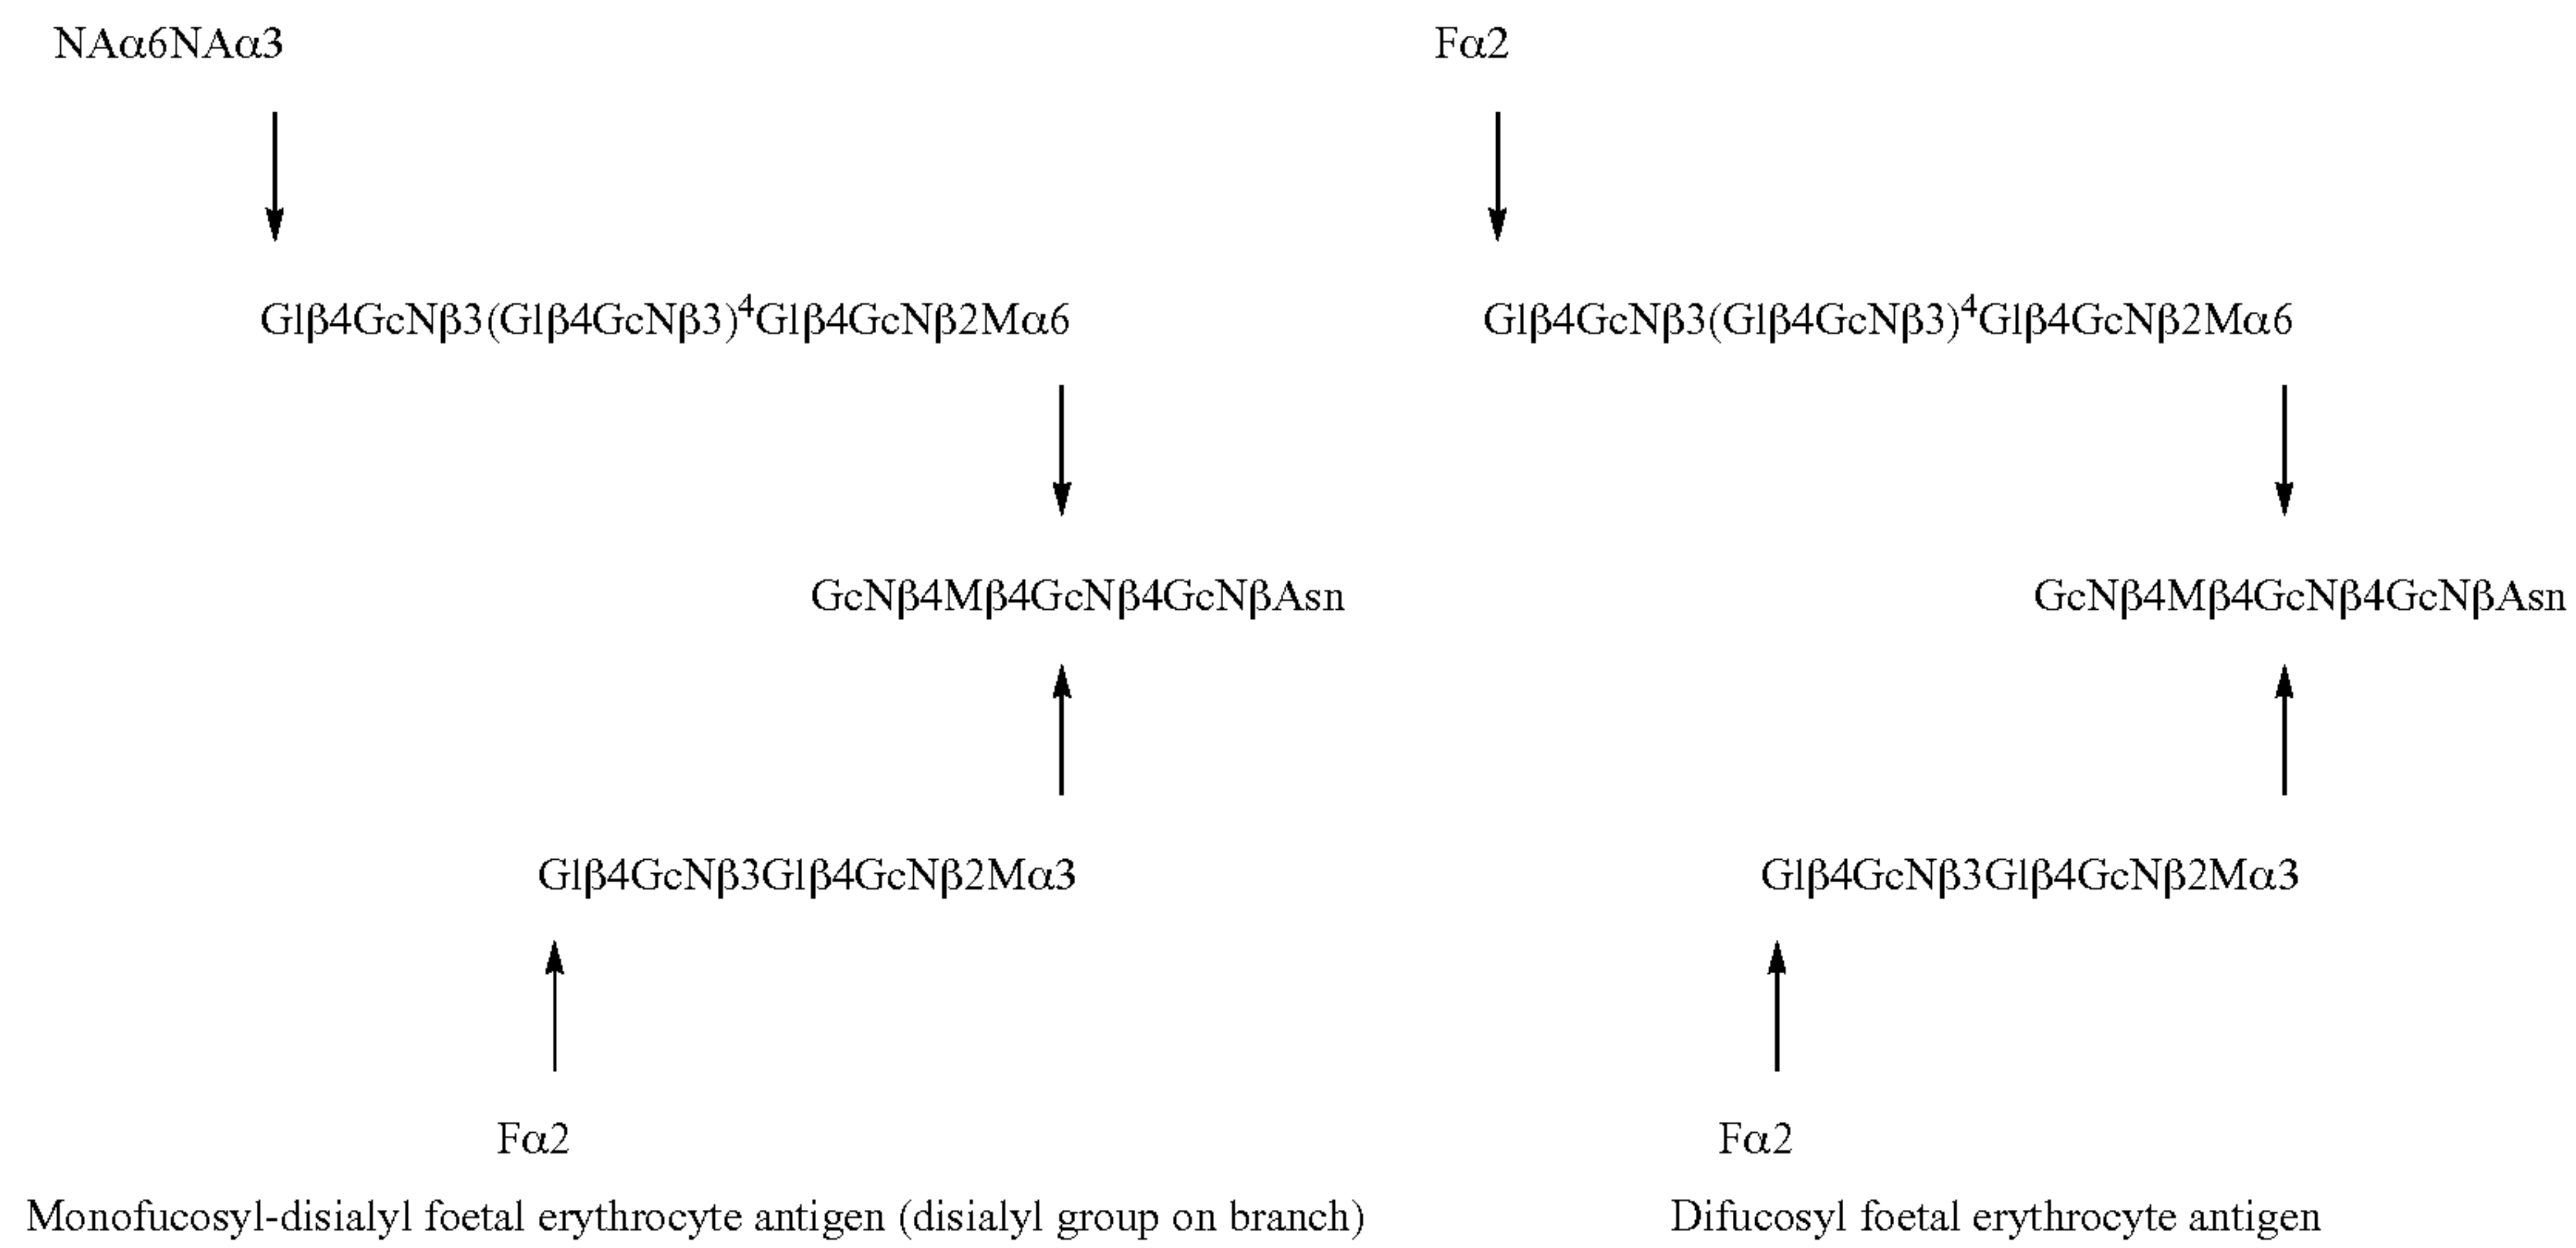 NAα6NAα3
Fα2
Glβ4GcNβ3(Glβ4GcNβ3)⁴Glβ4GcNβ2Mα6
Glβ4GcNβ3(Glβ4GcNβ3)⁴Glβ4GcNβ2Mα6
GcNβ4Mβ4GcNβ4GcNβAsn
GcNβ4Mβ4GcNβ4GcNβAsn
Glβ4GcNβ3Glβ4GcNβ2Mα3
Glβ4GcNβ3Glβ4GcNβ2Mα3
Fα2
Fα2
Monofucosyl-disialyl foetal erythrocyte antigen (disialyl group on branch)
Difucosyl foetal erythrocyte antigen